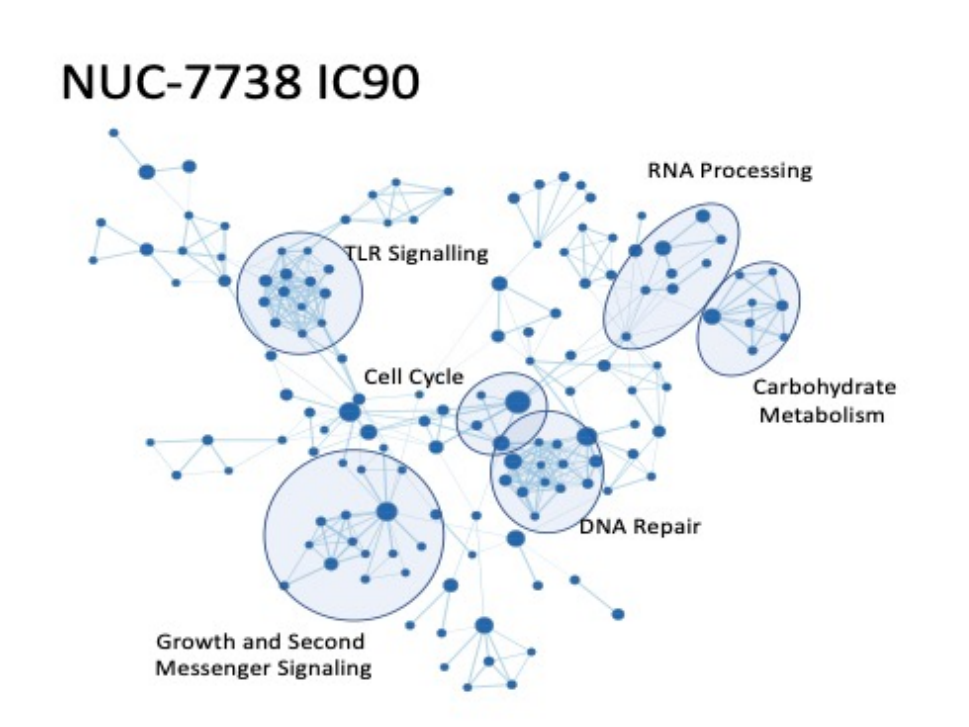 NUC-7738 IC90
RNA Processing
TLR Signalling
Cell Cycle
Carbohydrate
Metabolism
DNA Repair
Growth and Second
Messenger Signaling